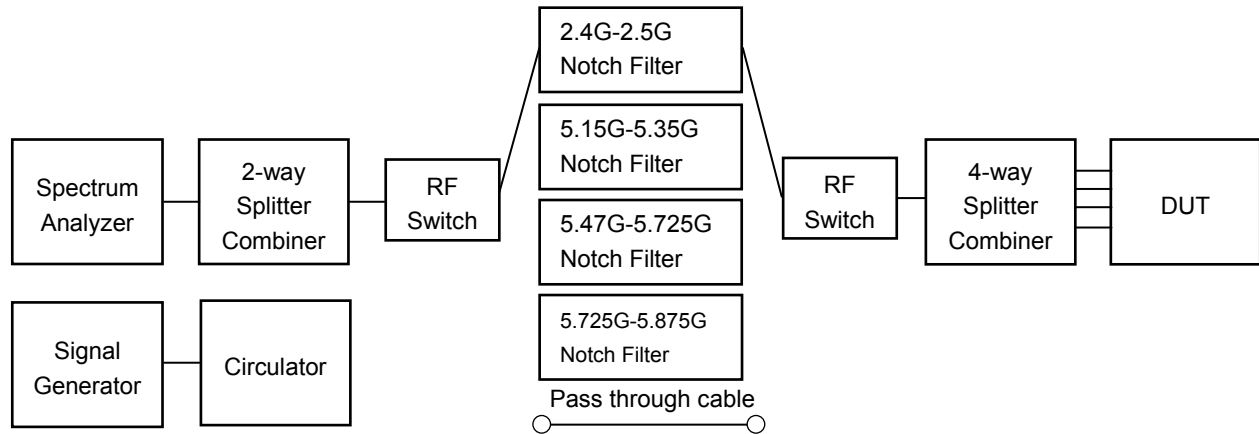 2.4G-2.5G
Notch Filter
5.15G-5.35G
Notch Filter
5.47G-5.725G
Notch Filter
5.725G-5.875G
Notch Filter
Pass through cable
Spectrum
Analyzer
2-way
Splitter
Combiner
RF
Switch
RF
Switch
4-way
Splitter
Combiner
DUT
Signal
Generator
Circulator